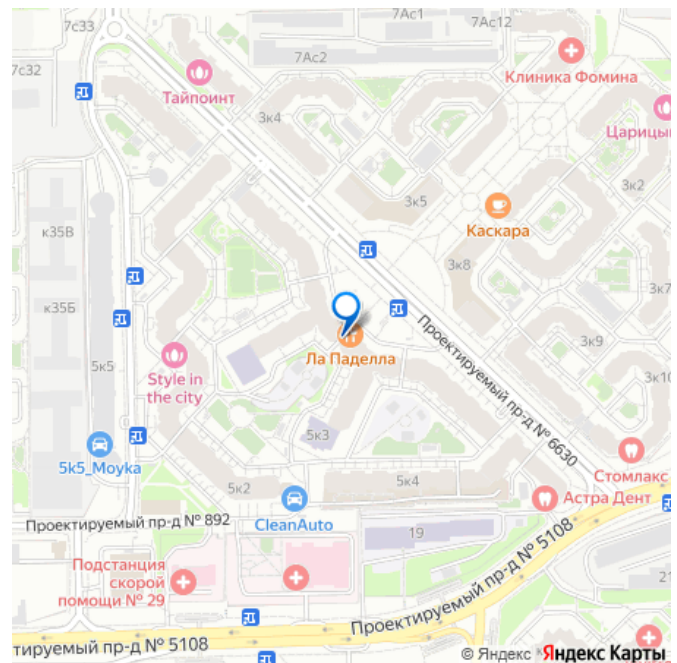 7с33
7Ас1
7Ас12
7с32
7Ас2
Клиника Фомина
Тайпоинт
3к4
Царицы
3к2
3к5
Каскара
к35В
3к8
3к7
к35Б
Проектируемый пр-д № 6630
3к9
5к5
Ла Паделла
Style in
the city
3к10
5к3
5k5_Moyka
Стомлакс
5к2
5к4
Астра Дент
Проектируемый пр-д № 892
CleanAuto
19
Проектируемый пр-д № 5108
Подстанция
скорой
помощи № 29
21
тируемый пр-д № 5108
© Яндекс
Яндекс Карты